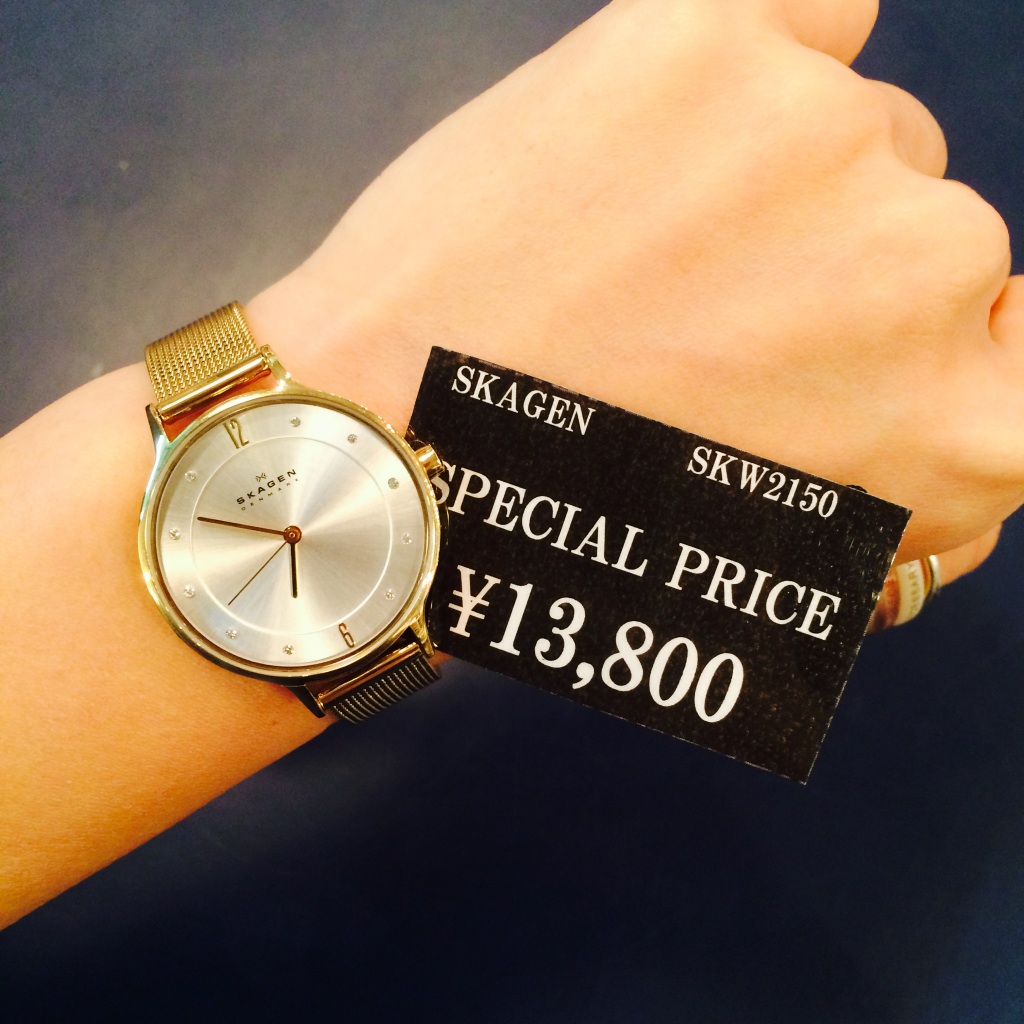 12
SKAGEN
DENMARK
6
SKAGEN
SKW2150
SPECIAL PRICE
¥13,800